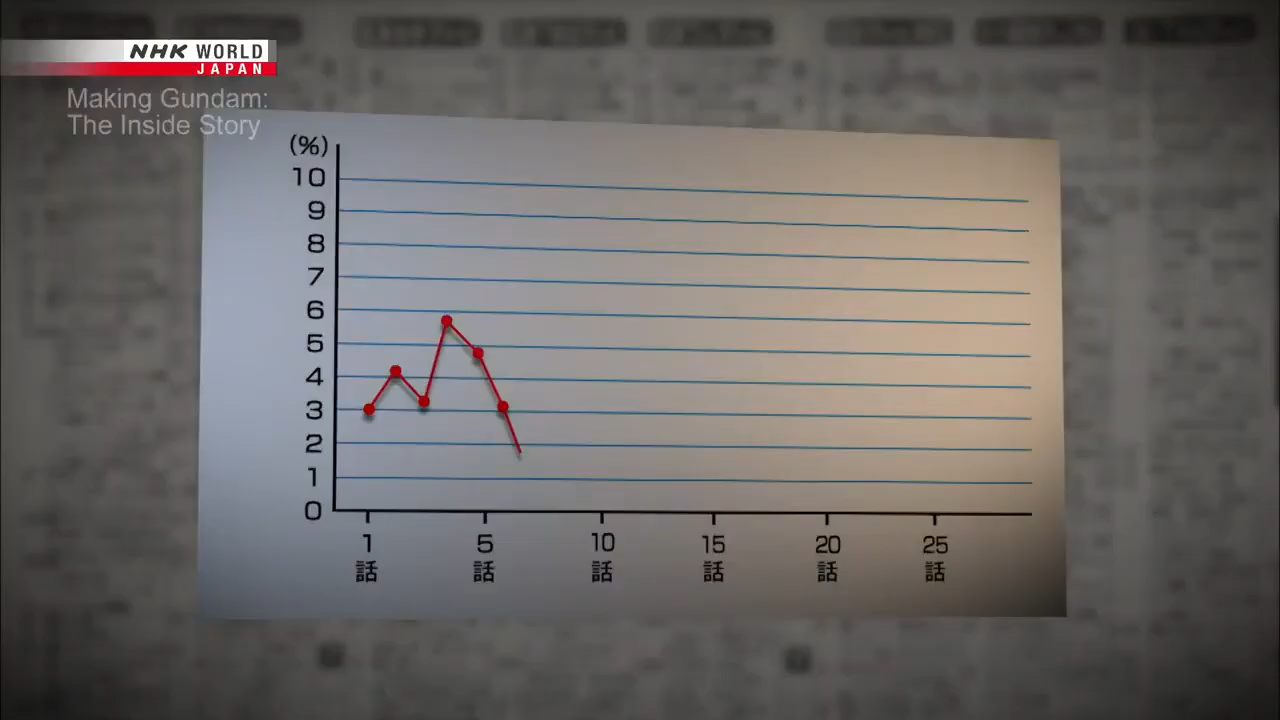 NHK WORLD
JAPAN
Making Gundam:
The Inside Story
(%)
10
9
8
7
6
5
4
3
2
1
0
1 5 10 15 20 25
話 話 話 話 話 話